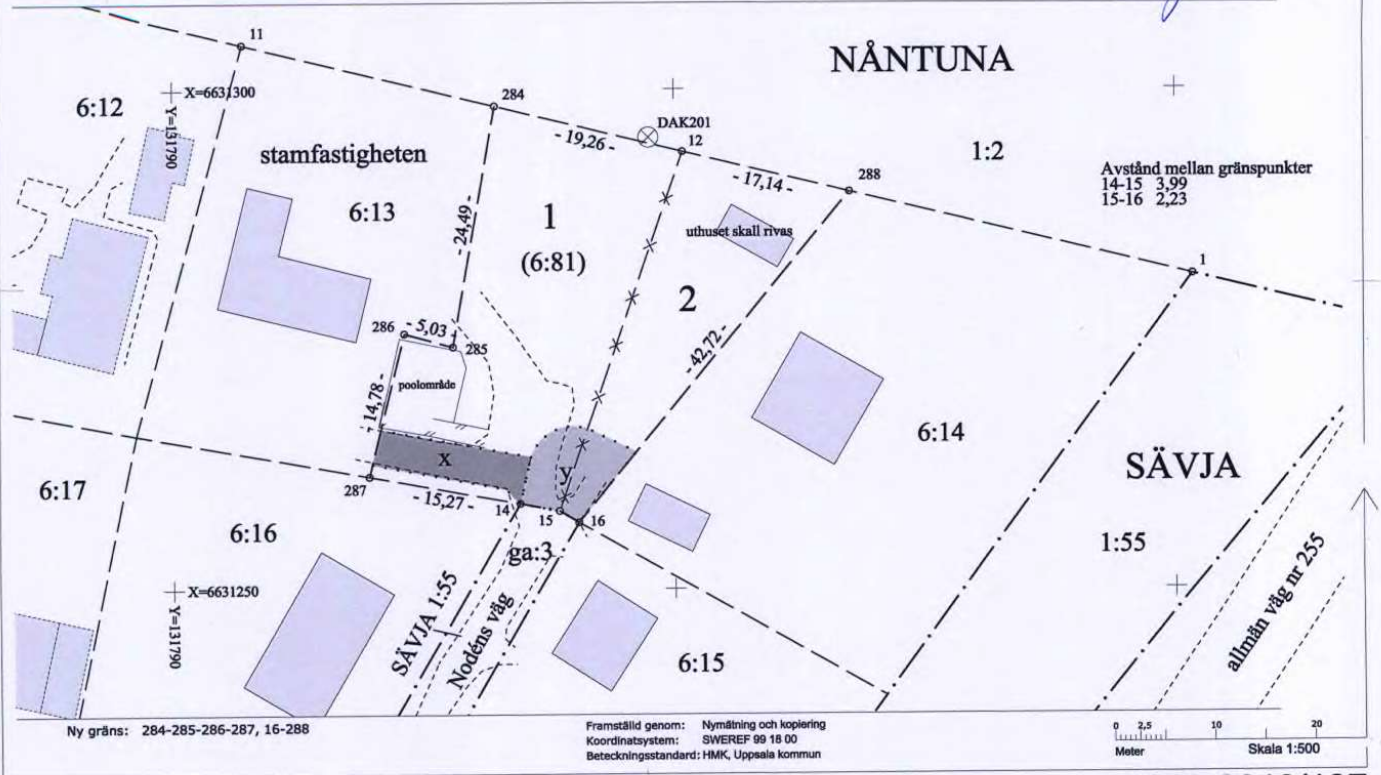 11
NÅNTUNA
6:12
X=6631300
Y=131790
284
DAK201
- 19,26 -
12
stamfastigheten
1:2
Avstånd mellan gränspunkter
14-15 3,99
15-16 2,23
- 17,14 -
288
6:13
- 24,49 -
1
(6:81)
uthuset skall rivas
1
2
286
- 5,03 -
285
- 42,72 -
poolområde
- 14,78 -
6:14
x
y
SÄVJA
6:17
287
- 15,27 -
14
15
16
6:16
ga:3
1:55
X=6631250
Y=131790
SÄVJA 1:55
Nodéns väg
6:15
allmän väg nr 255
Ny gräns: 284-285-286-287, 16-288
Framställd genom: Nymätning och kopiering
Koordinatsystem: SWEREF 99 18 00
Beteckningsstandard: HMK, Uppsala kommun
0 2,5 10 20
Meter
Skala 1:500